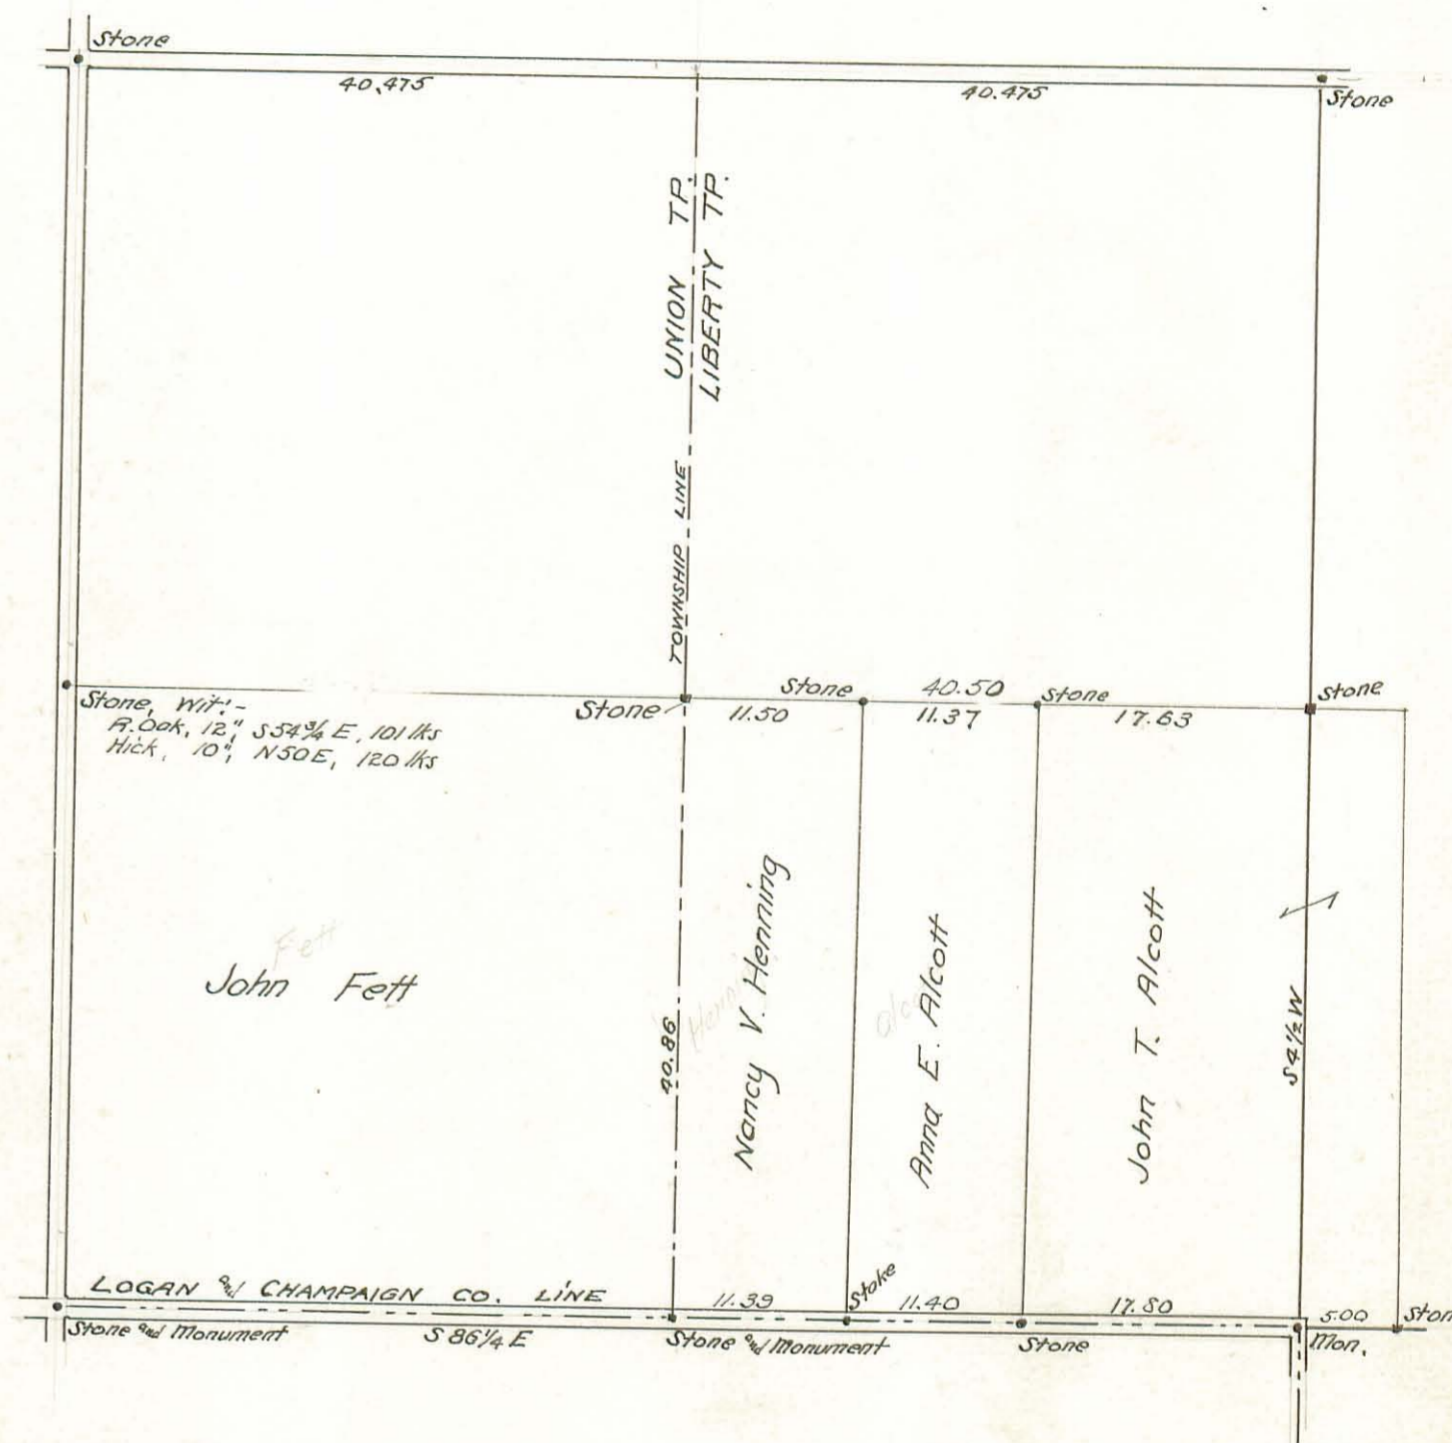 Stone
40.475
40.475
Stone
UNION TP.
LIBERTY TP.
TOWNSHIP LINE
Stone, Wit:-
R. Oak, 12", S54¾ E, 101 lks
Hick, 10", N50E, 120 lks
Stone
Stone
40.50
Stone
Stone
11.50
11.37
17.63
Fett
John Fett
40.86
Nancy V. Henning
Anna E. Alcott
John T. Alcott
S4½W
LOGAN and CHAMPAIGN CO. LINE
11.39
Stake
11.40
17.80
5.00
Ston
Stone and Monument
S 86¼ E
Stone and Monument
Stone
Mon.